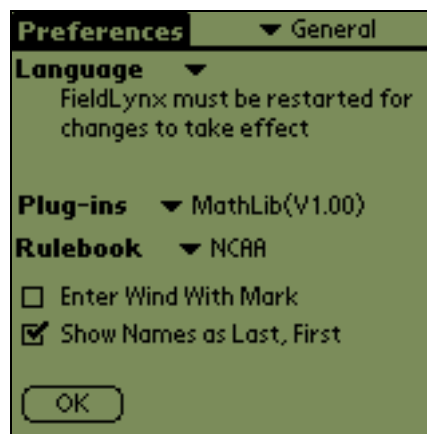 Preferences General
Language
FieldLynx must be restarted for
changes to take effect
Plug-ins MathLib(V1.00)
Rulebook NCAA
Enter Wind With Mark
Show Names as Last, First
OK